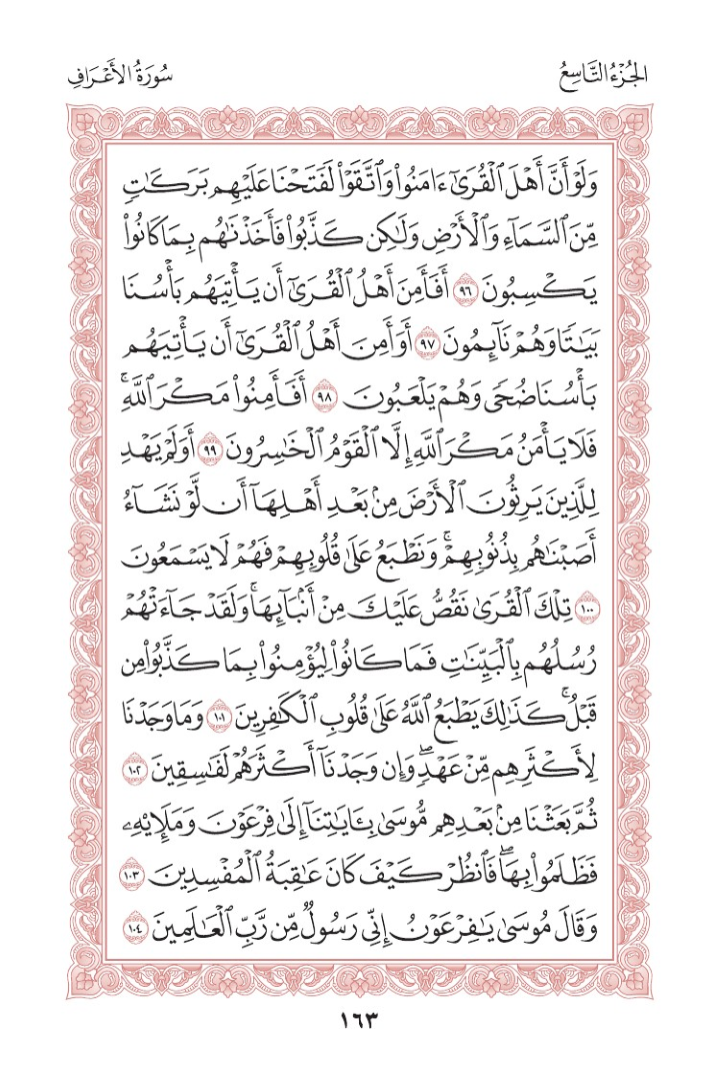 الجُزْءُ التَّاسِعُ
سُورَةُ الأَعْرَافِ
وَلَوۡ أَنَّ أَهۡلَ ٱلۡقُرَىٰٓ ءَامَنُواْ وَٱتَّقَوۡاْ لَفَتَحۡنَا عَلَيۡهِم بَرَكَٰتٖ
مِّنَ ٱلسَّمَآءِ وَٱلۡأَرۡضِ وَلَٰكِن كَذَّبُواْ فَأَخَذۡنَٰهُم بِمَا كَانُواْ
يَكۡسِبُونَ ٩٦ أَفَأَمِنَ أَهۡلُ ٱلۡقُرَىٰٓ أَن يَأۡتِيَهُم بَأۡسُنَا
بَيَٰتٗا وَهُمۡ نَآئِمُونَ ٩٧ أَوَأَمِنَ أَهۡلُ ٱلۡقُرَىٰٓ أَن يَأۡتِيَهُم
بَأۡسُنَا ضُحٗى وَهُمۡ يَلۡعَبُونَ ٩٨ أَفَأَمِنُواْ مَكۡرَ ٱللَّهِۚ
فَلَا يَأۡمَنُ مَكۡرَ ٱللَّهِ إِلَّا ٱلۡقَوۡمُ ٱلۡخَٰسِرُونَ ٩٩ أَوَلَمۡ يَهۡدِ
لِلَّذِينَ يَرِثُونَ ٱلۡأَرۡضَ مِنۢ بَعۡدِ أَهۡلِهَآ أَن لَّوۡ نَشَآءُ
أَصَبۡنَٰهُم بِذُنُوبِهِمۡۚ وَنَطۡبَعُ عَلَىٰ قُلُوبِهِمۡ فَهُمۡ لَا يَسۡمَعُونَ
١٠٠ تِلۡكَ ٱلۡقُرَىٰ نَقُصُّ عَلَيۡكَ مِنۡ أَنۢبَآئِهَاۚ وَلَقَدۡ جَآءَتۡهُمۡ
رُسُلُهُم بِٱلۡبَيِّنَٰتِ فَمَا كَانُواْ لِيُؤۡمِنُواْ بِمَا كَذَّبُواْ مِن
قَبۡلُۚ كَذَٰلِكَ يَطۡبَعُ ٱللَّهُ عَلَىٰ قُلُوبِ ٱلۡكَٰفِرِينَ ١٠١ وَمَا وَجَدۡنَا
لِأَكۡثَرِهِم مِّنۡ عَهۡدٖۖ وَإِن وَجَدۡنَآ أَكۡثَرَهُمۡ لَفَٰسِقِينَ ١٠٢
ثُمَّ بَعَثۡنَا مِنۢ بَعۡدِهِم مُّوسَىٰ بِـَٔايَٰتِنَآ إِلَىٰ فِرۡعَوۡنَ وَمَلَإِيْهِۦ
فَظَلَمُواْ بِهَاۖ فَٱنظُرۡ كَيۡفَ كَانَ عَٰقِبَةُ ٱلۡمُفۡسِدِينَ ١٠٣
وَقَالَ مُوسَىٰ يَٰفِرۡعَوۡنُ إِنِّي رَسُولٞ مِّن رَّبِّ ٱلۡعَٰلَمِينَ ١٠٤
١٦٣